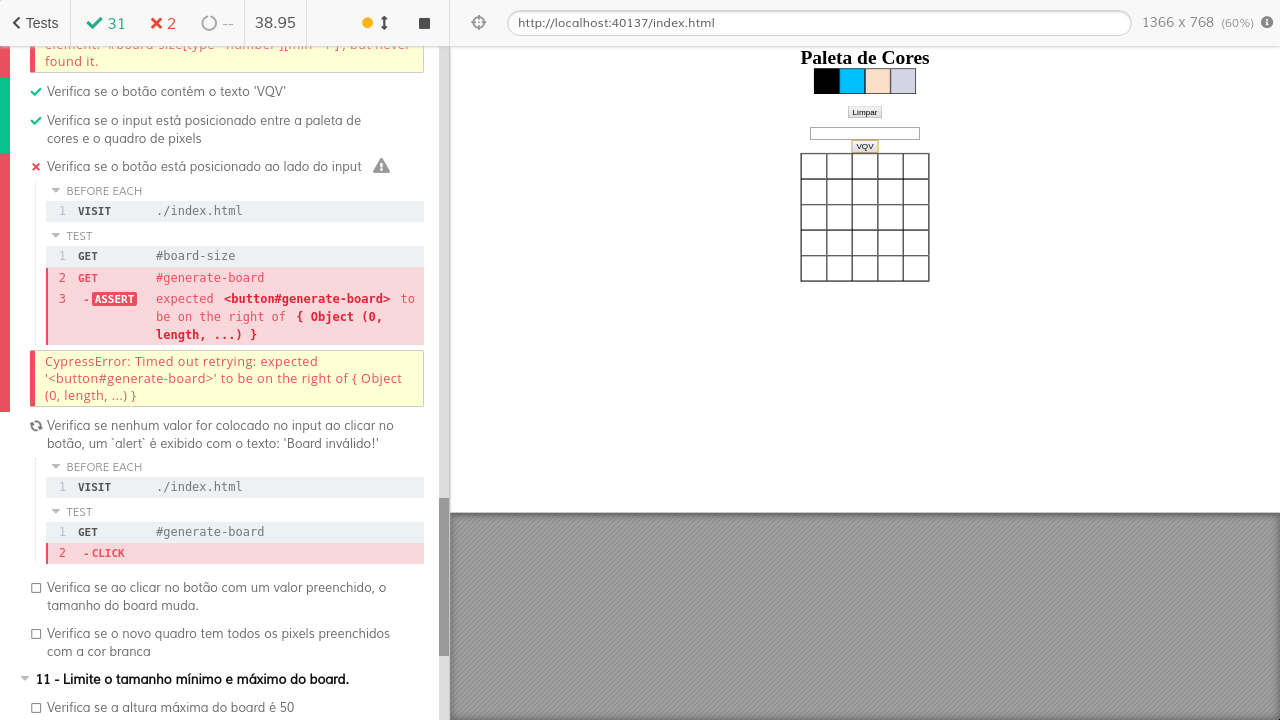 Tests
31
2
--
38.95
http://localhost:40137/index.html
1366 x 768 (60%)
found it.
Verifica se o botão contém o texto 'VQV'
Verifica se o input está posicionado entre a paleta de
cores e o quadro de pixels
Verifica se o botão está posicionado ao lado do input
BEFORE EACH
1 VISIT ./index.html
TEST
1 GET #board-size
2 GET #generate-board
3 -ASSERT expected <button#generate-board> to
be on the right of { Object (0,
length, ...) }
CypressError: Timed out retrying: expected
'<button#generate-board>' to be on the right of { Object
(0, length, ...) }
Verifica se nenhum valor for colocado no input ao clicar no
botão, um `alert` é exibido com o texto: 'Board inválido!'
BEFORE EACH
1 VISIT ./index.html
TEST
1 GET #generate-board
2 -CLICK
Verifica se ao clicar no botão com um valor preenchido, o
tamanho do board muda.
Verifica se o novo quadro tem todos os pixels preenchidos
com a cor branca
11 - Limite o tamanho mínimo e máximo do board.
Verifica se a altura máxima do board é 50
Paleta de Cores
Limpar
VQV